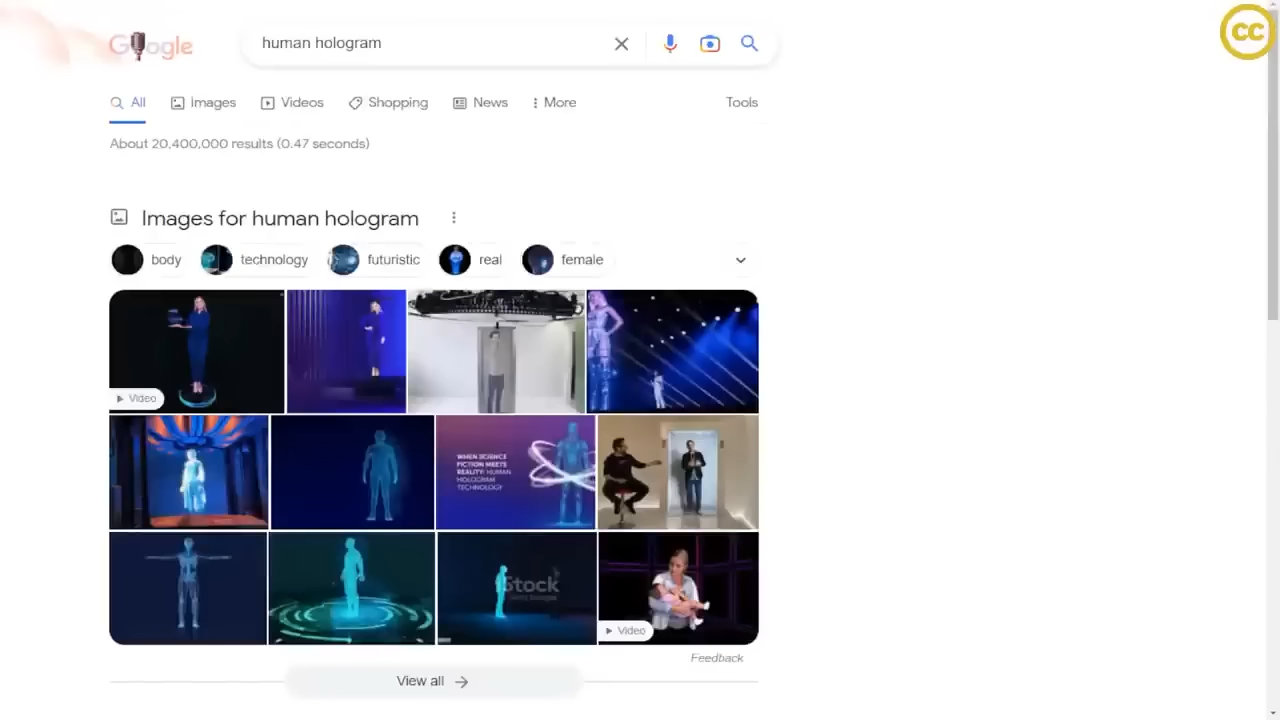 Google
human hologram
CC
All Images Videos Shopping News More Tools
About 20,400,000 results (0.47 seconds)
Images for human hologram
body technology futuristic real female
Video
WHEN SCIENCE
FICTION MEETS
REALITY: HUMAN
HOLOGRAM
TECHNOLOGY
iStock
Video
Feedback
View all